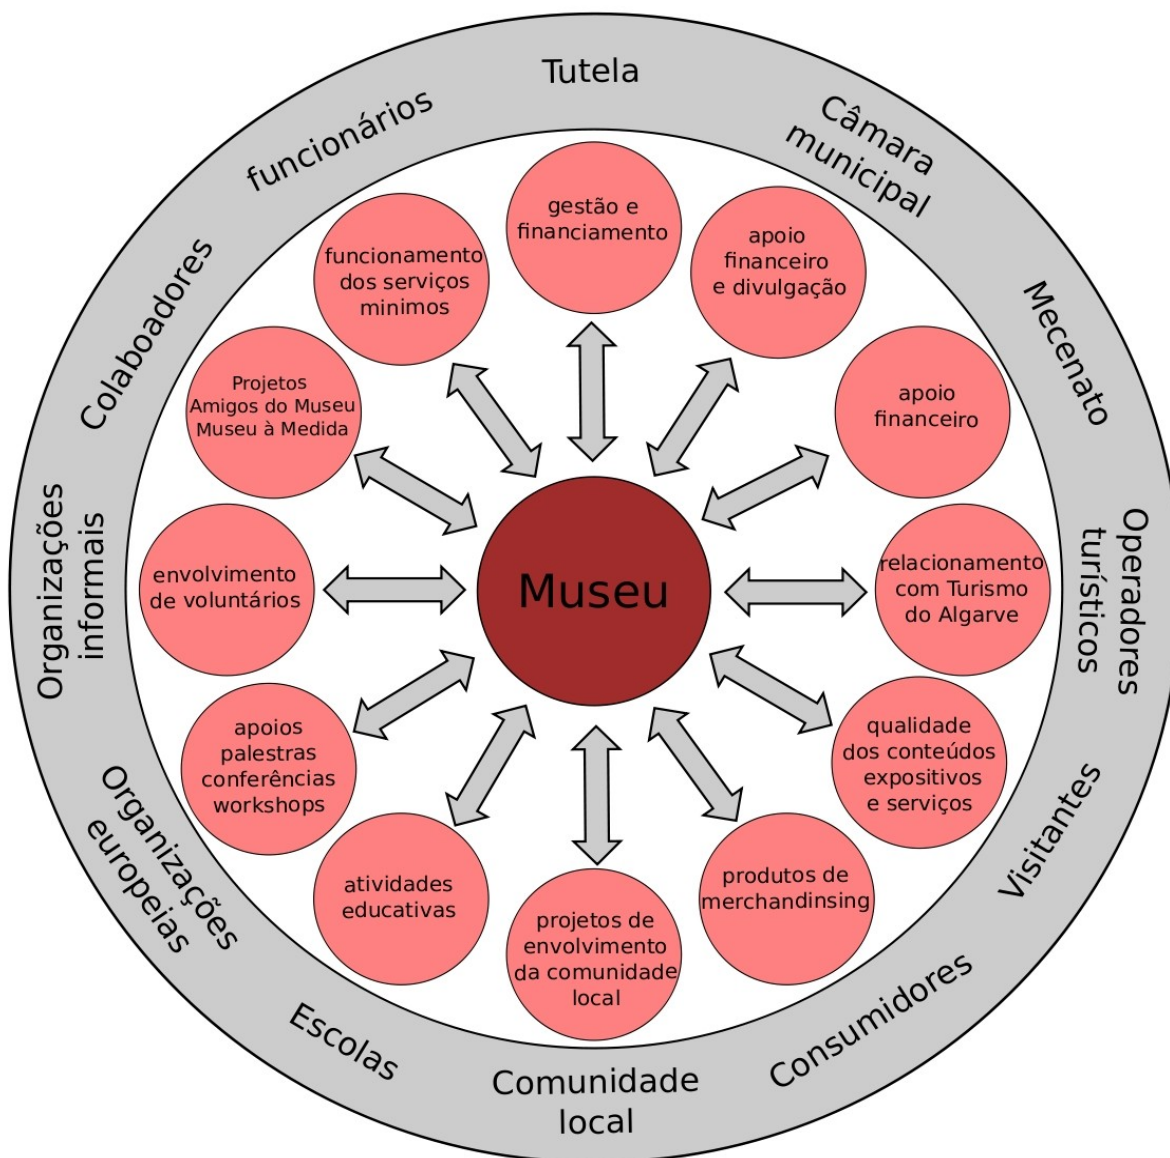 Tutela
Câmara
municipal
Mecenato
Operadores
turísticos
Visitantes
Consumidores
Comunidade
local
Escolas
Organizações
europeias
Organizações
informais
Colaboadores
funcionários
gestão e
financiamento
apoio
financeiro
e divulgação
apoio
financeiro
relacionamento
com Turismo
do Algarve
qualidade
dos conteúdos
expositivos
e serviços
produtos de
merchandinsing
projetos de
envolvimento
da comunidade
local
atividades
educativas
apoios
palestras
conferências
workshops
envolvimento
de voluntários
Projetos
Amigos do Museu
Museu à Medida
funcionamento
dos serviços
minimos
Museu